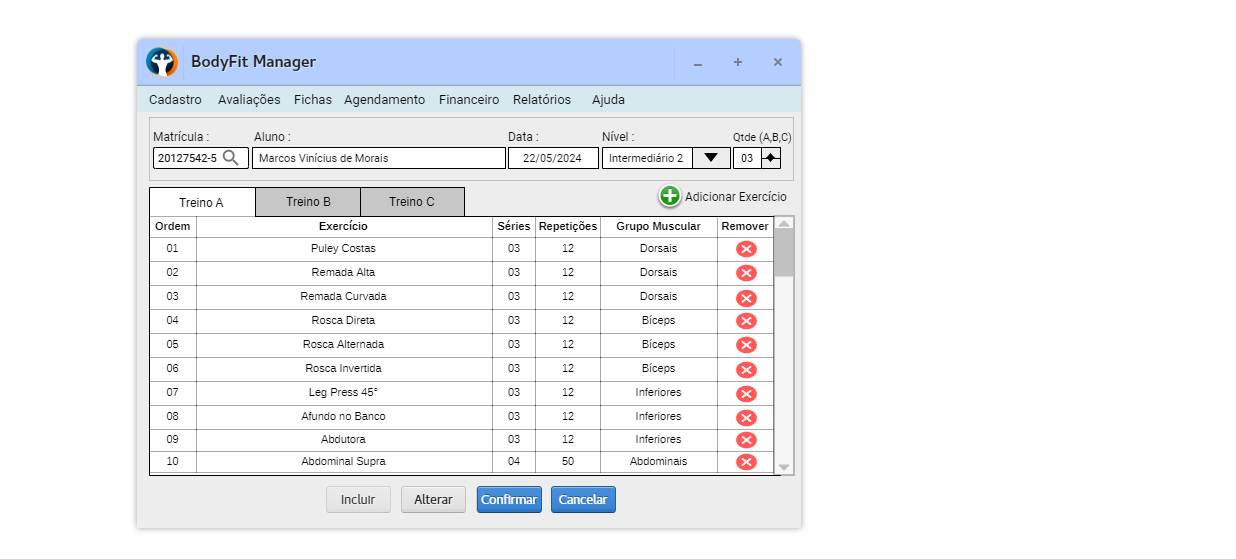 BodyFit Manager
Cadastro Avaliações Fichas Agendamento Financeiro Relatórios Ajuda
Matrícula : Aluno : Data : Nível : Qtde (A,B,C)
20127542-5 Marcos Vinícius de Morais 22/05/2024 Intermediário 2 03
Treino A Treino B Treino C Adicionar Exercício
Ordem Exercício Séries Repetições Grupo Muscular Remover
01 Puley Costas 03 12 Dorsais
02 Remada Alta 03 12 Dorsais
03 Remada Curvada 03 12 Dorsais
04 Rosca Direta 03 12 Bíceps
05 Rosca Alternada 03 12 Bíceps
06 Rosca Invertida 03 12 Bíceps
07 Leg Press 45° 03 12 Inferiores
08 Afundo no Banco 03 12 Inferiores
09 Abdutora 03 12 Inferiores
10 Abdominal Supra 04 50 Abdominais
Incluir Alterar Confirmar Cancelar